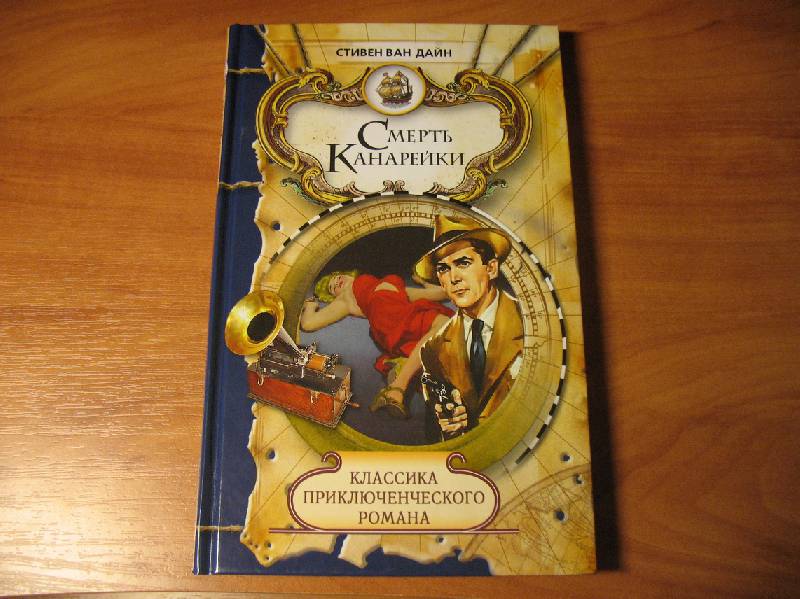 СТИВЕН ВАН ДАЙН
СМЕРТЬ
КАНАРЕЙКИ
КЛАССИКА
ПРИКЛЮЧЕНЧЕСКОГО
РОМАНА